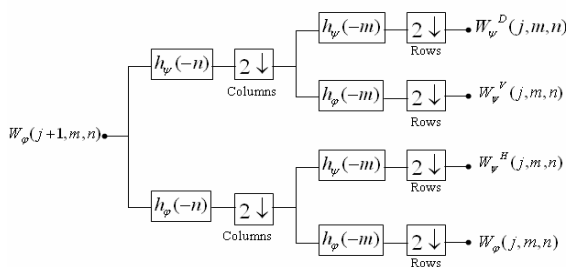 h_ψ(−m) 2 ↓ W_ψ^D (j, m, n)
Rows
h_ψ(−n) 2 ↓
Columns
h_φ(−m) 2 ↓ W_ψ^V (j, m, n)
Rows
W_φ(j+1, m, n)
h_ψ(−m) 2 ↓ W_ψ^H (j, m, n)
Rows
h_φ(−n) 2 ↓
Columns
h_φ(−m) 2 ↓ W_φ(j, m, n)
Rows